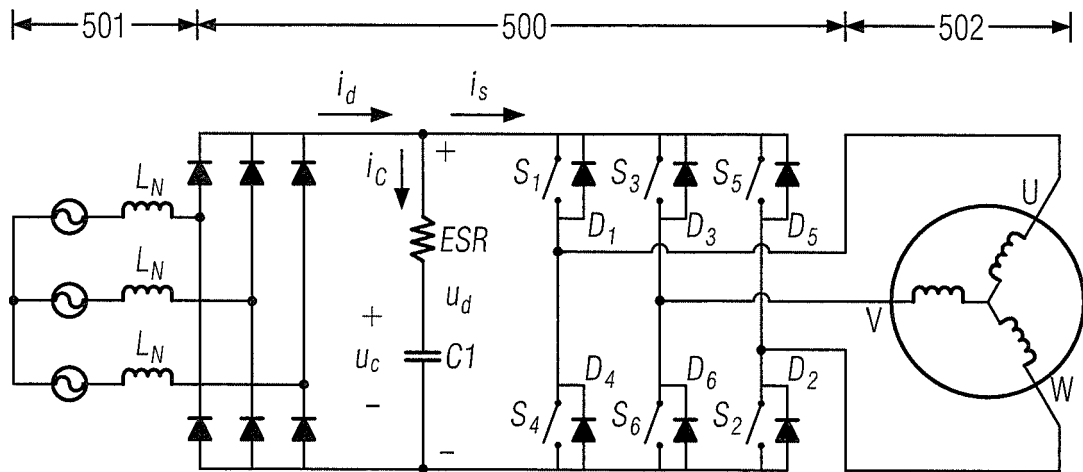 501
500
502
i_d
i_s
i_C
+
L_N
ESR
S_1
S_3
S_5
D_1
D_3
D_5
U
L_N
u_d
V
+
u_c
C1
-
L_N
D_4
D_6
D_2
W
S_4
S_6
S_2
-